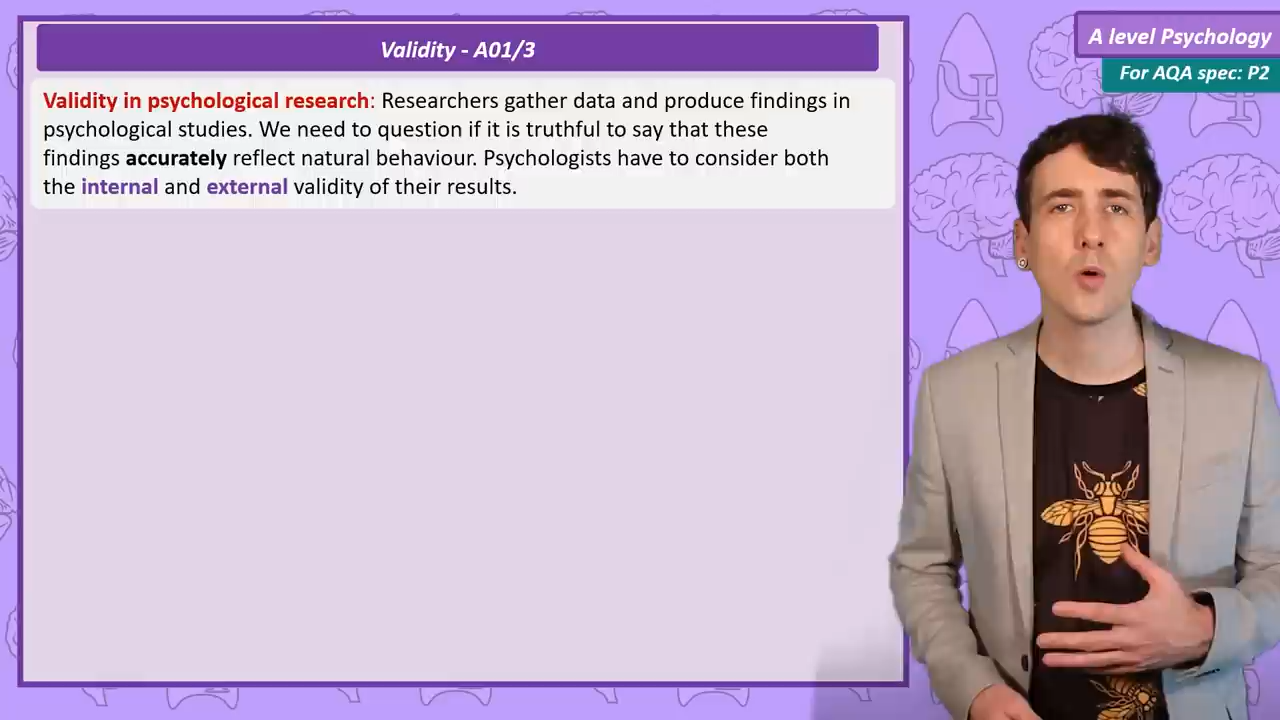 Validity - A01/3
A level Psychology
For AQA spec: P2
Validity in psychological research: Researchers gather data and produce findings in
psychological studies. We need to question if it is truthful to say that these
findings accurately reflect natural behaviour. Psychologists have to consider both
the internal and external validity of their results.